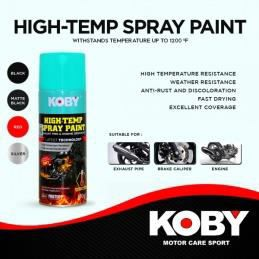 HIGH-TEMP SPRAY PAINT
WITHSTANDS TEMPERATURE UP TO 1200 °F
BLACK
MATTE
BLACK
RED
SILVER
KOBY
HIGH-TEMP
SPRAY PAINT
TECHNOLOGY
HIGH TEMPERATURE RESISTANCE
WEATHER RESISTANCE
ANTI-RUST AND DISCOLORATION
FAST DRYING
EXCELLENT COVERAGE
SUITABLE FOR :
EXHAUST PIPE
BRAKE CALIPER
ENGINE
KOBY
MOTOR CARE SPORT